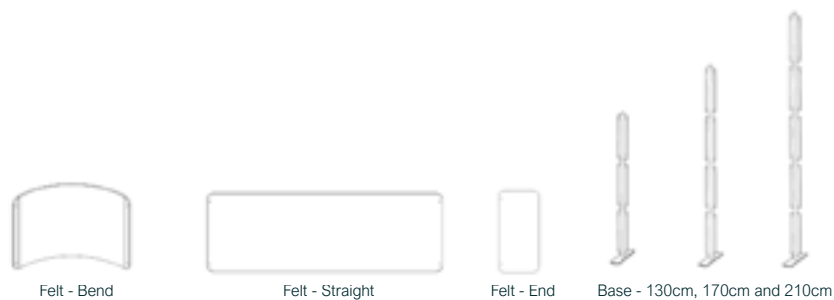 Felt - Bend
Felt - Straight
Felt - End
Base - 130cm, 170cm and 210cm